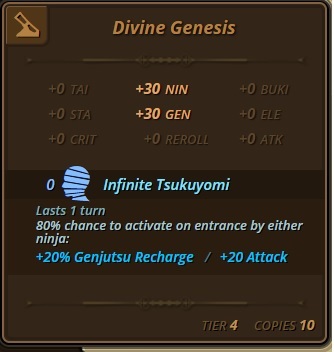 Divine Genesis
+0 TAI +30 NIN +0 BUKI
+0 STA +30 GEN +0 ELE
+0 CRIT +0 REROLL +0 ATK
0 Infinite Tsukuyomi
Lasts 1 turn
80% chance to activate on entrance by either
ninja:
+20% Genjutsu Recharge / +20 Attack
TIER 4 COPIES 10